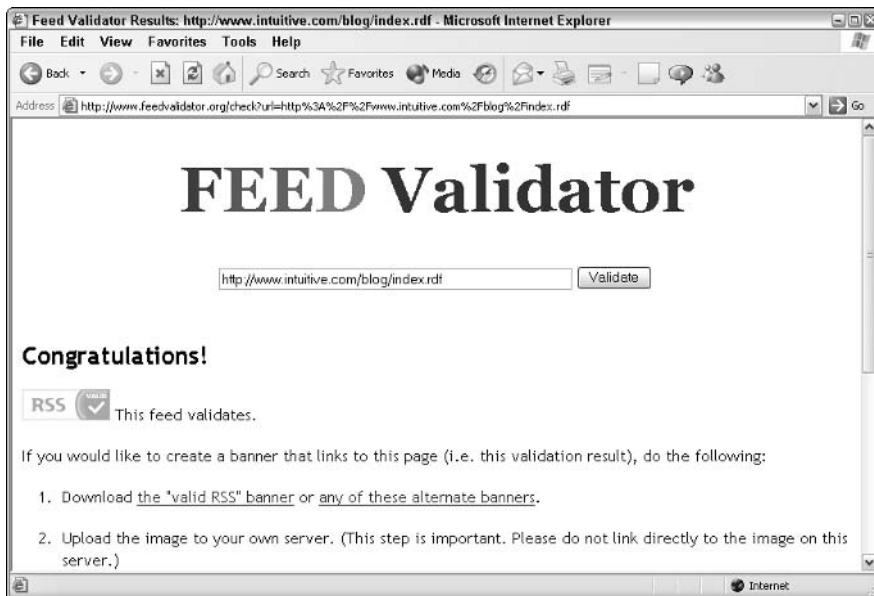 Feed Validator Results: http://www.intuitive.com/blog/index.rdf - Microsoft Internet Explorer
File Edit View Favorites Tools Help
Back Search Favorites Media
Address http://www.feedvalidator.org/check?url=http%3A%2F%2Fwww.intuitive.com%2Fblog%2Findex.rdf Go
FEED Validator
http://www.intuitive.com/blog/index.rdf Validate
Congratulations!
RSS VALID This feed validates.
If you would like to create a banner that links to this page (i.e. this validation result), do the following:
1. Download the "valid RSS" banner or any of these alternate banners.
2. Upload the image to your own server. (This step is important. Please do not link directly to the image on this
server.)
Internet